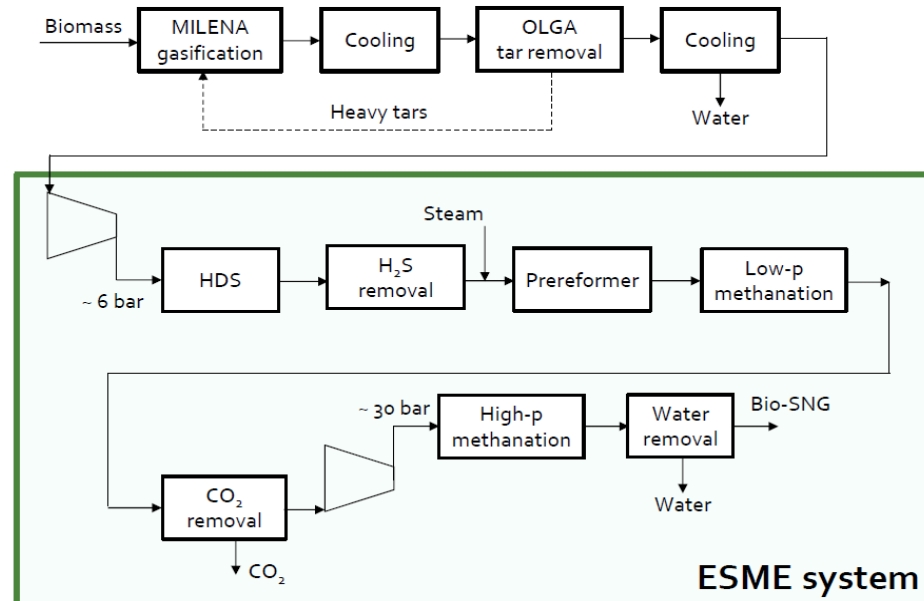 Biomass
MILENA
gasification
Cooling
OLGA
tar removal
Cooling
Heavy tars
Water
Steam
~ 6 bar
HDS
H₂S
removal
Prereformer
Low-p
methanation
~ 30 bar
High-p
methanation
Water
removal
Bio-SNG
Water
CO₂
removal
CO₂
ESME system